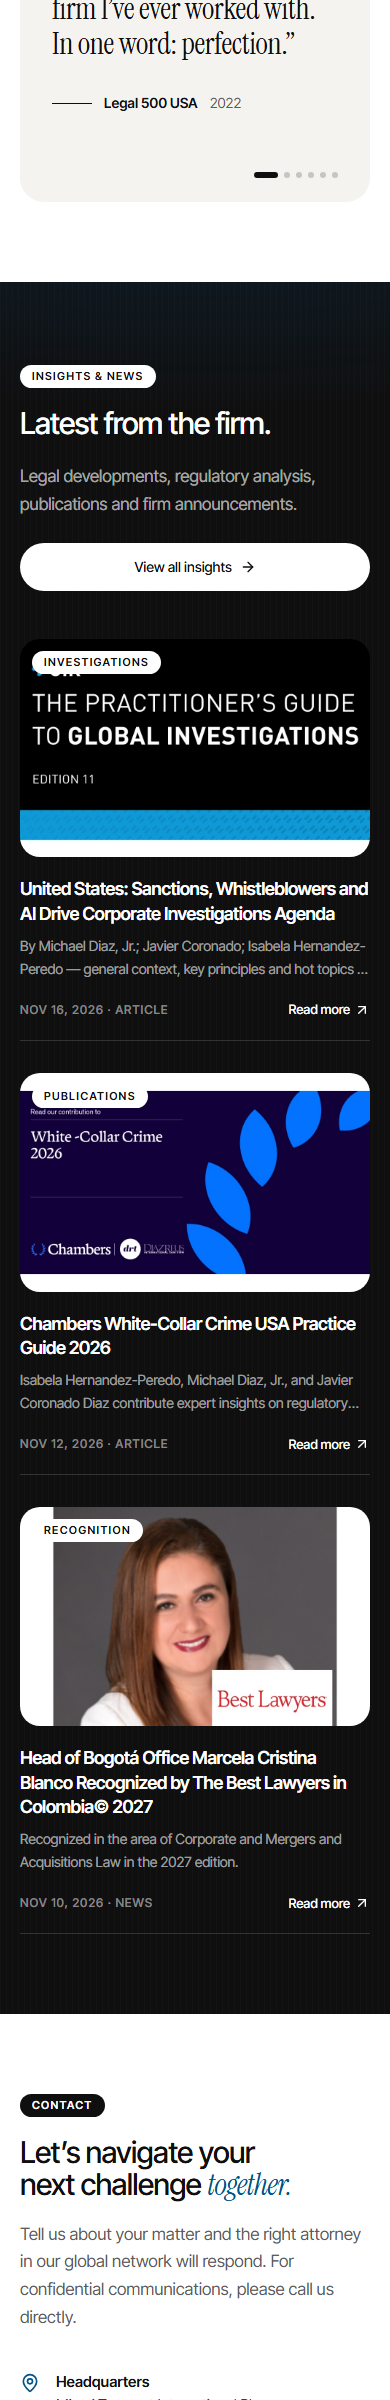 firm I’ve ever worked with.
In one word: perfection.”
Legal 500 USA 2022
INSIGHTS & NEWS
Latest from the firm.
Legal developments, regulatory analysis,
publications and firm announcements.
View all insights
INVESTIGATIONS
THE PRACTITIONER’S GUIDE
TO GLOBAL INVESTIGATIONS
EDITION 11
United States: Sanctions, Whistleblowers and
AI Drive Corporate Investigations Agenda
By Michael Diaz, Jr.; Javier Coronado; Isabela Hernandez-
Peredo — general context, key principles and hot topics ...
NOV 16, 2026 · ARTICLE Read more
PUBLICATIONS
Read our contribution to
White -Collar Crime
2026
Chambers drt DIAZREUS
Chambers White-Collar Crime USA Practice
Guide 2026
Isabela Hernandez-Peredo, Michael Diaz, Jr., and Javier
Coronado Diaz contribute expert insights on regulatory...
NOV 12, 2026 · ARTICLE Read more
RECOGNITION
Best Lawyers
Head of Bogotá Office Marcela Cristina
Blanco Recognized by The Best Lawyers in
Colombia© 2027
Recognized in the area of Corporate and Mergers and
Acquisitions Law in the 2027 edition.
NOV 10, 2026 · NEWS Read more
CONTACT
Let’s navigate your
next challenge together.
Tell us about your matter and the right attorney
in our global network will respond. For
confidential communications, please call us
directly.
Headquarters